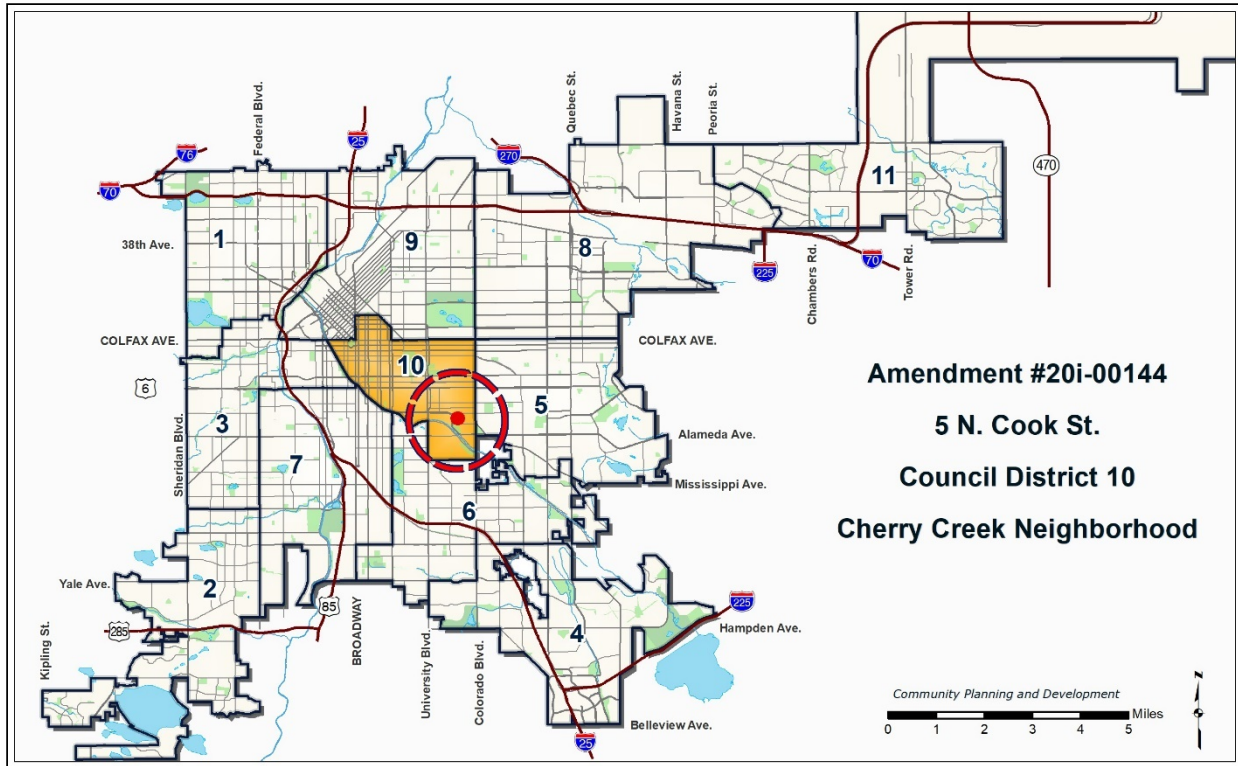 Federal Blvd.
Quebec St.
Havana St.
Peoria St.
76
25
270
70
470
11
1
9
8
38th Ave.
225
70
Chambers Rd.
Tower Rd.
COLFAX AVE.
COLFAX AVE.
10
6
5
3
Sheridan Blvd.
7
Alameda Ave.
Mississippi Ave.
6
Amendment #20i-00144
5 N. Cook St.
Council District 10
Cherry Creek Neighborhood
Yale Ave.
2
85
BROADWAY
225
285
4
Hampden Ave.
Kipling St.
University Blvd.
Colorado Blvd.
25
Belleview Ave.
Community Planning and Development
Miles
0 1 2 3 4 5
N